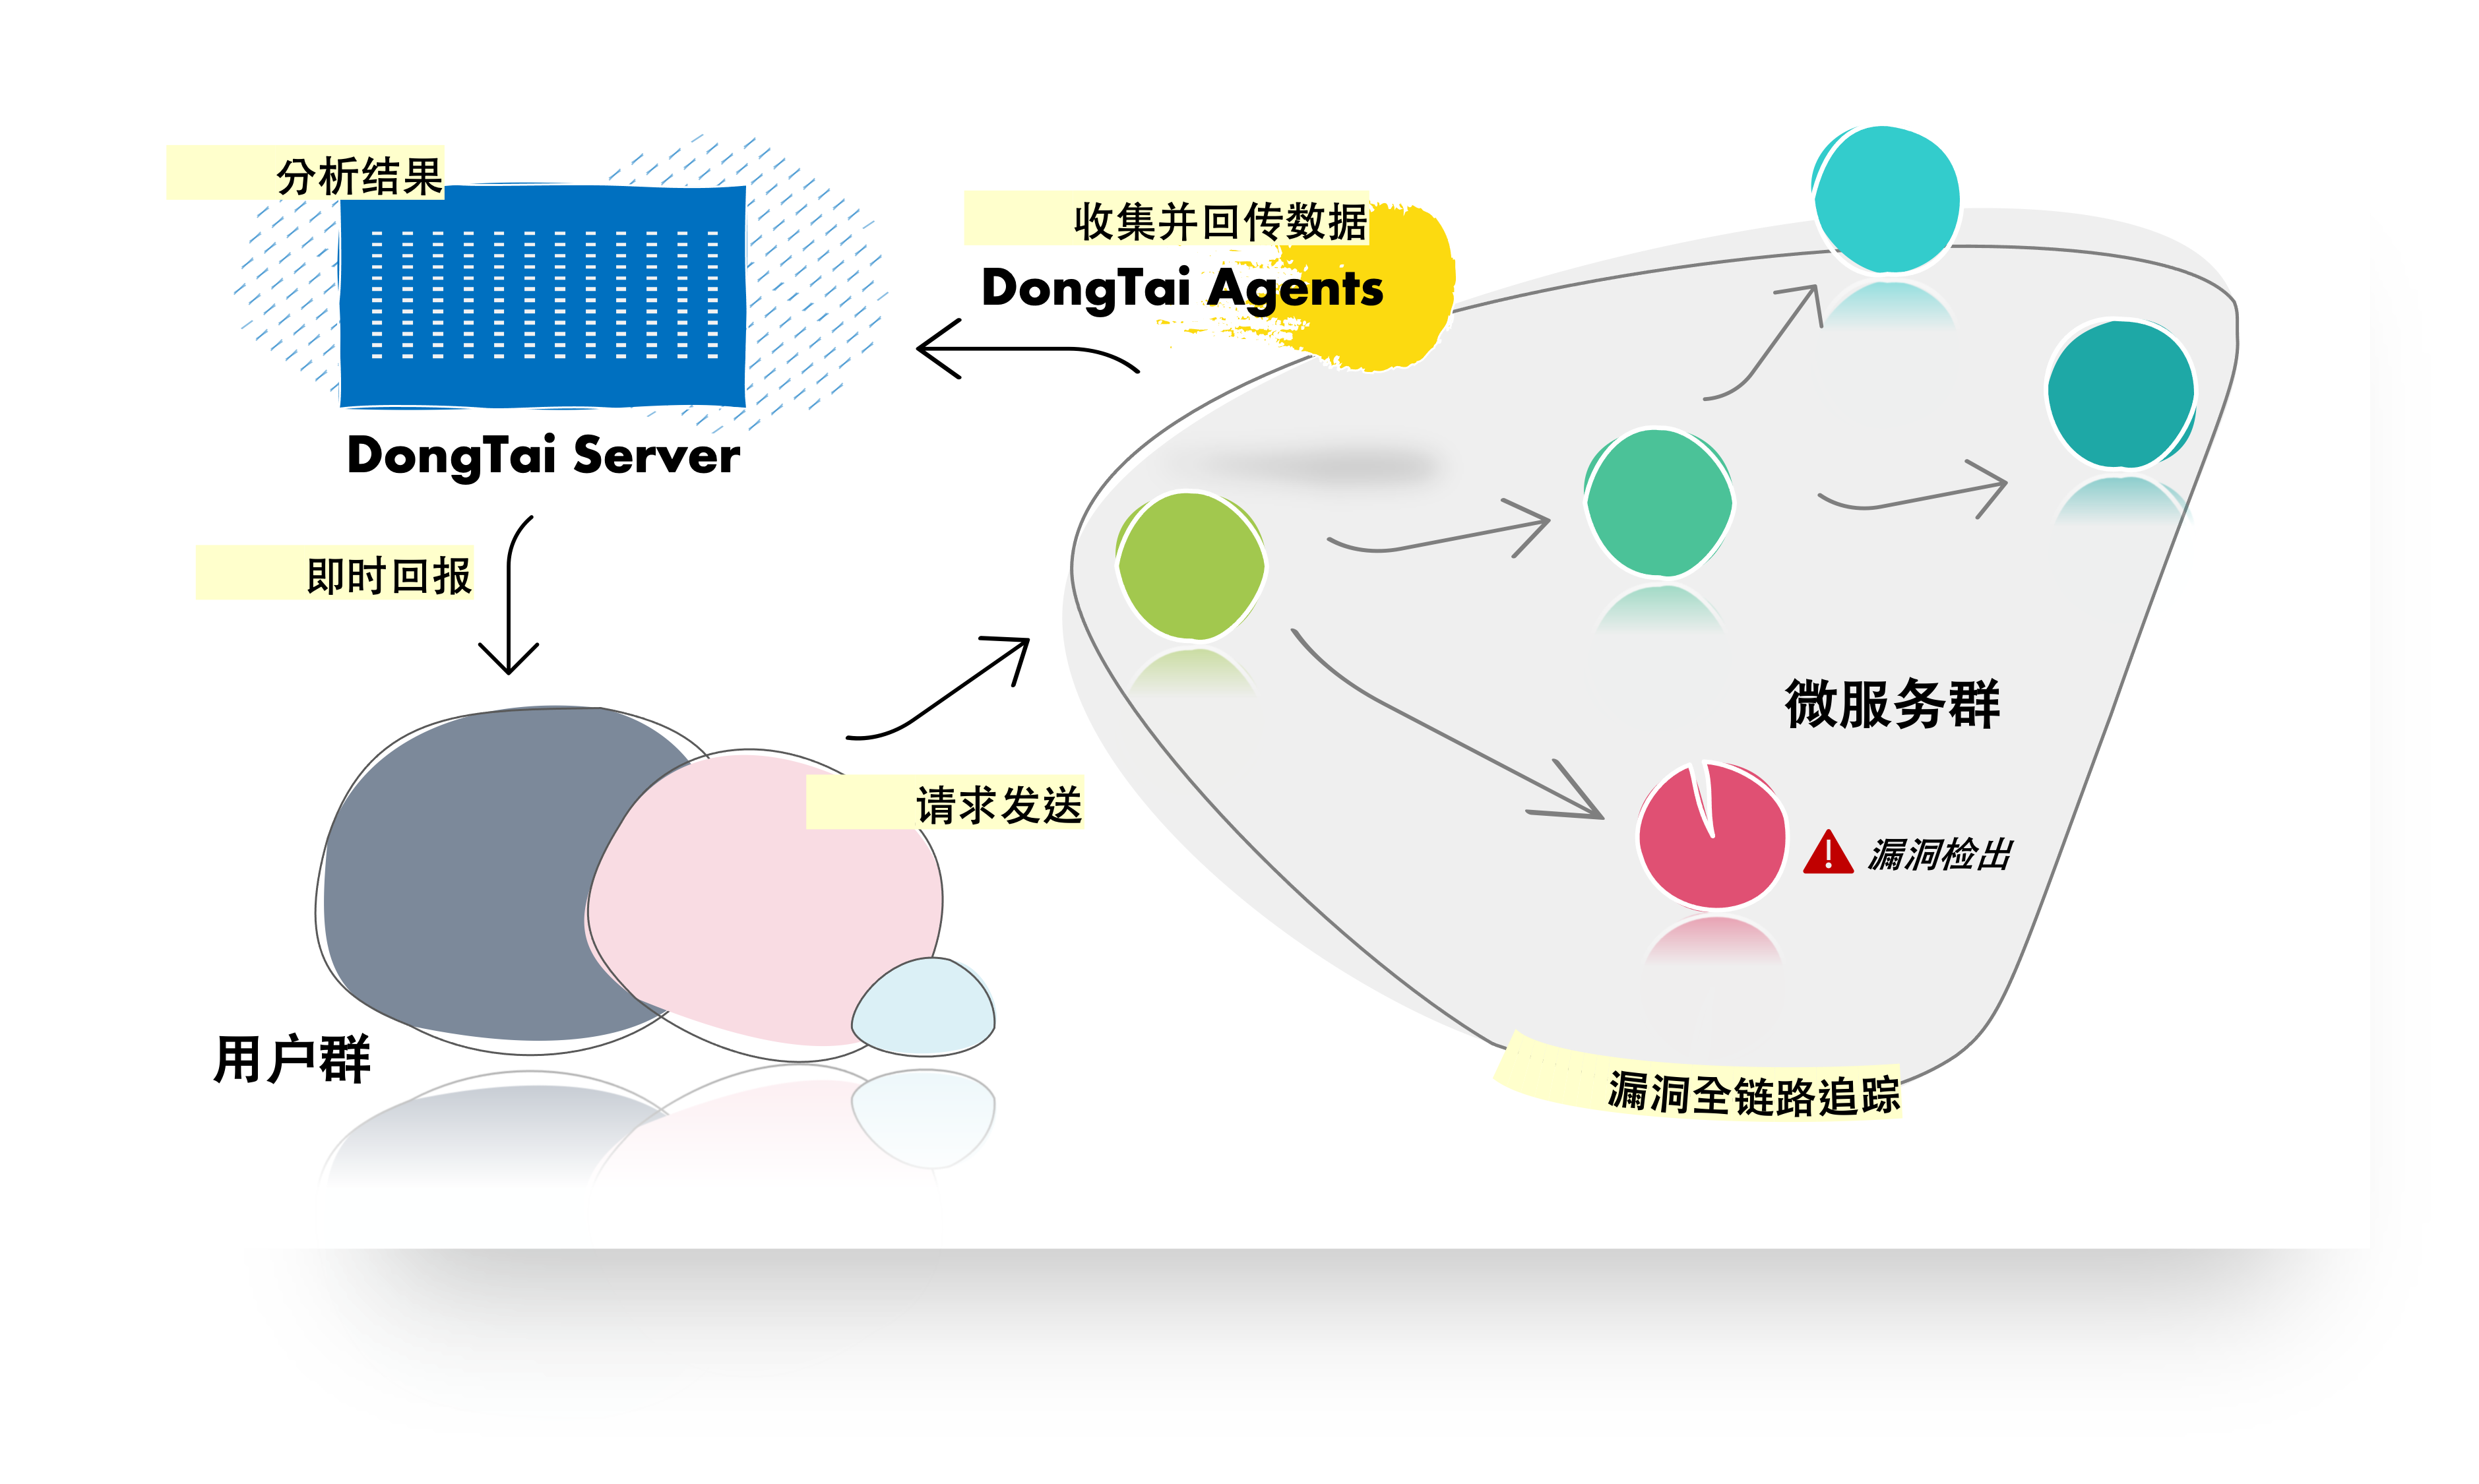 分析结果
DongTai Server
收集并回传数据
DongTai Agents
即时回报
请求发送
用户群
微服务群
漏洞检出
漏洞全链路追踪